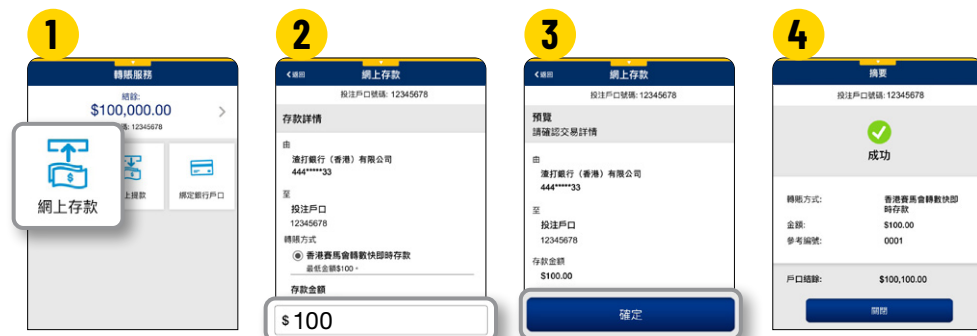 1
轉賬服務
結餘:
$100,000.00
碼: 12345678
網上存款
上提款
綁定銀行戶口
2
返回
網上存款
投注戶口號碼: 12345678
存款詳情
由
渣打銀行（香港）有限公司
444*****33
至
投注戶口
12345678
轉賬方式
香港賽馬會轉數快即時存款
最低金額$100。
存款金額
$ 100
3
返回
網上存款
投注戶口號碼: 12345678
預覽
請確認交易詳情
由
渣打銀行（香港）有限公司
444*****33
至
投注戶口
12345678
存款金額
$100.00
確定
4
摘要
投注戶口號碼: 12345678
成功
轉賬方式: 香港賽馬會轉數快即
時存款
金額: $100.00
參考編號: 0001
戶口結餘: $100,100.00
關閉